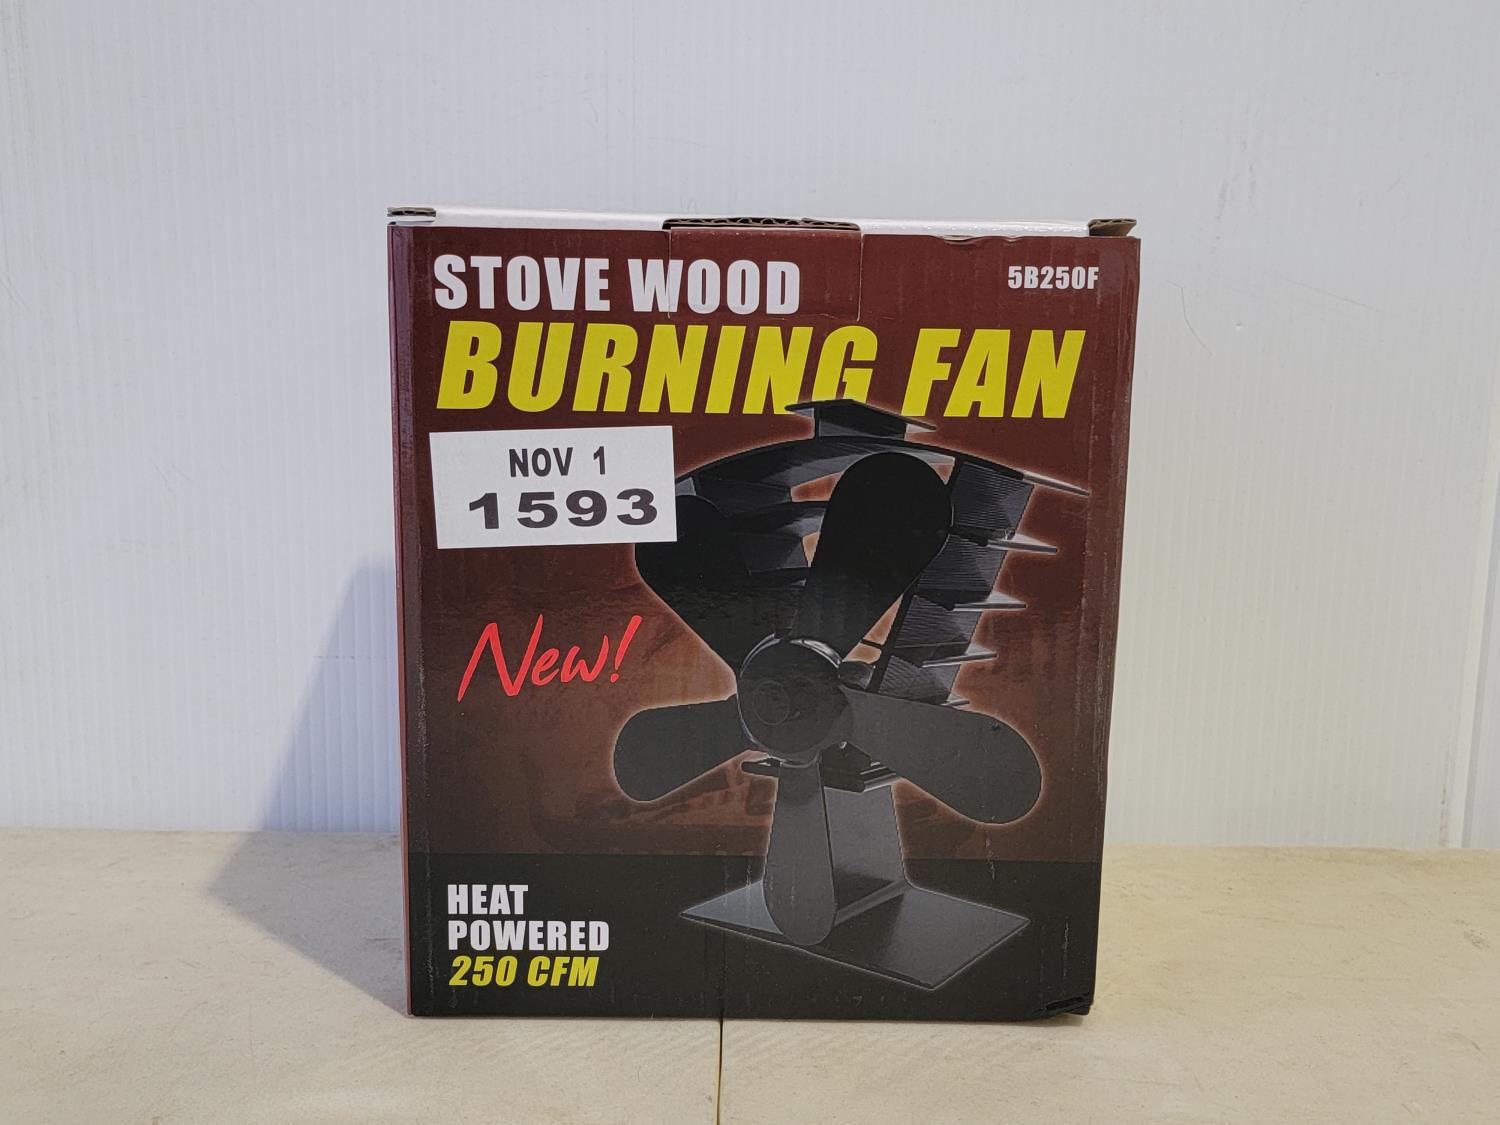 STOVE WOOD
5B250F
BURNING FAN
NOV 1
1593
New!
HEAT
POWERED
250 CFM